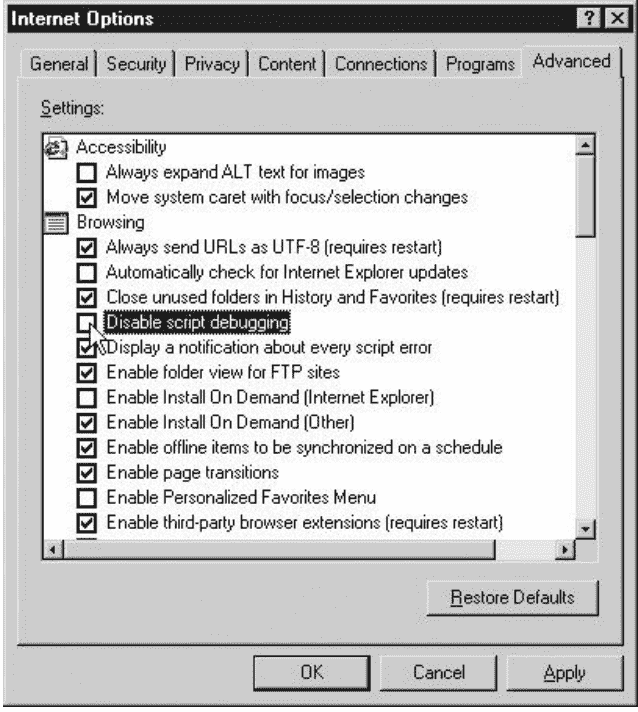 Internet Options
General Security Privacy Content Connections Programs Advanced
Settings:
Accessibility
Always expand ALT text for images
Move system caret with focus/selection changes
Browsing
Always send URLs as UTF-8 (requires restart)
Automatically check for Internet Explorer updates
Close unused folders in History and Favorites (requires restart)
Disable script debugging
Display a notification about every script error
Enable folder view for FTP sites
Enable Install On Demand (Internet Explorer)
Enable Install On Demand (Other)
Enable offline items to be synchronized on a schedule
Enable page transitions
Enable Personalized Favorites Menu
Enable third-party browser extensions (requires restart)
Restore Defaults
OK Cancel Apply